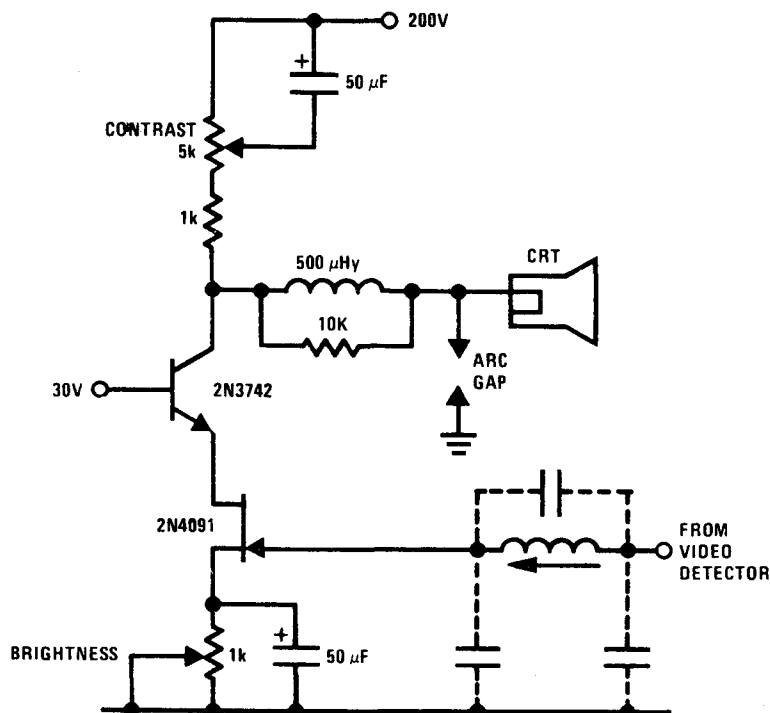 200V
+
50 µF
CONTRAST
5k
1k
500 µHy
10K
CRT
ARC
GAP
30V
2N3742
2N4091
FROM
VIDEO
DETECTOR
BRIGHTNESS
1k
+
50 µF